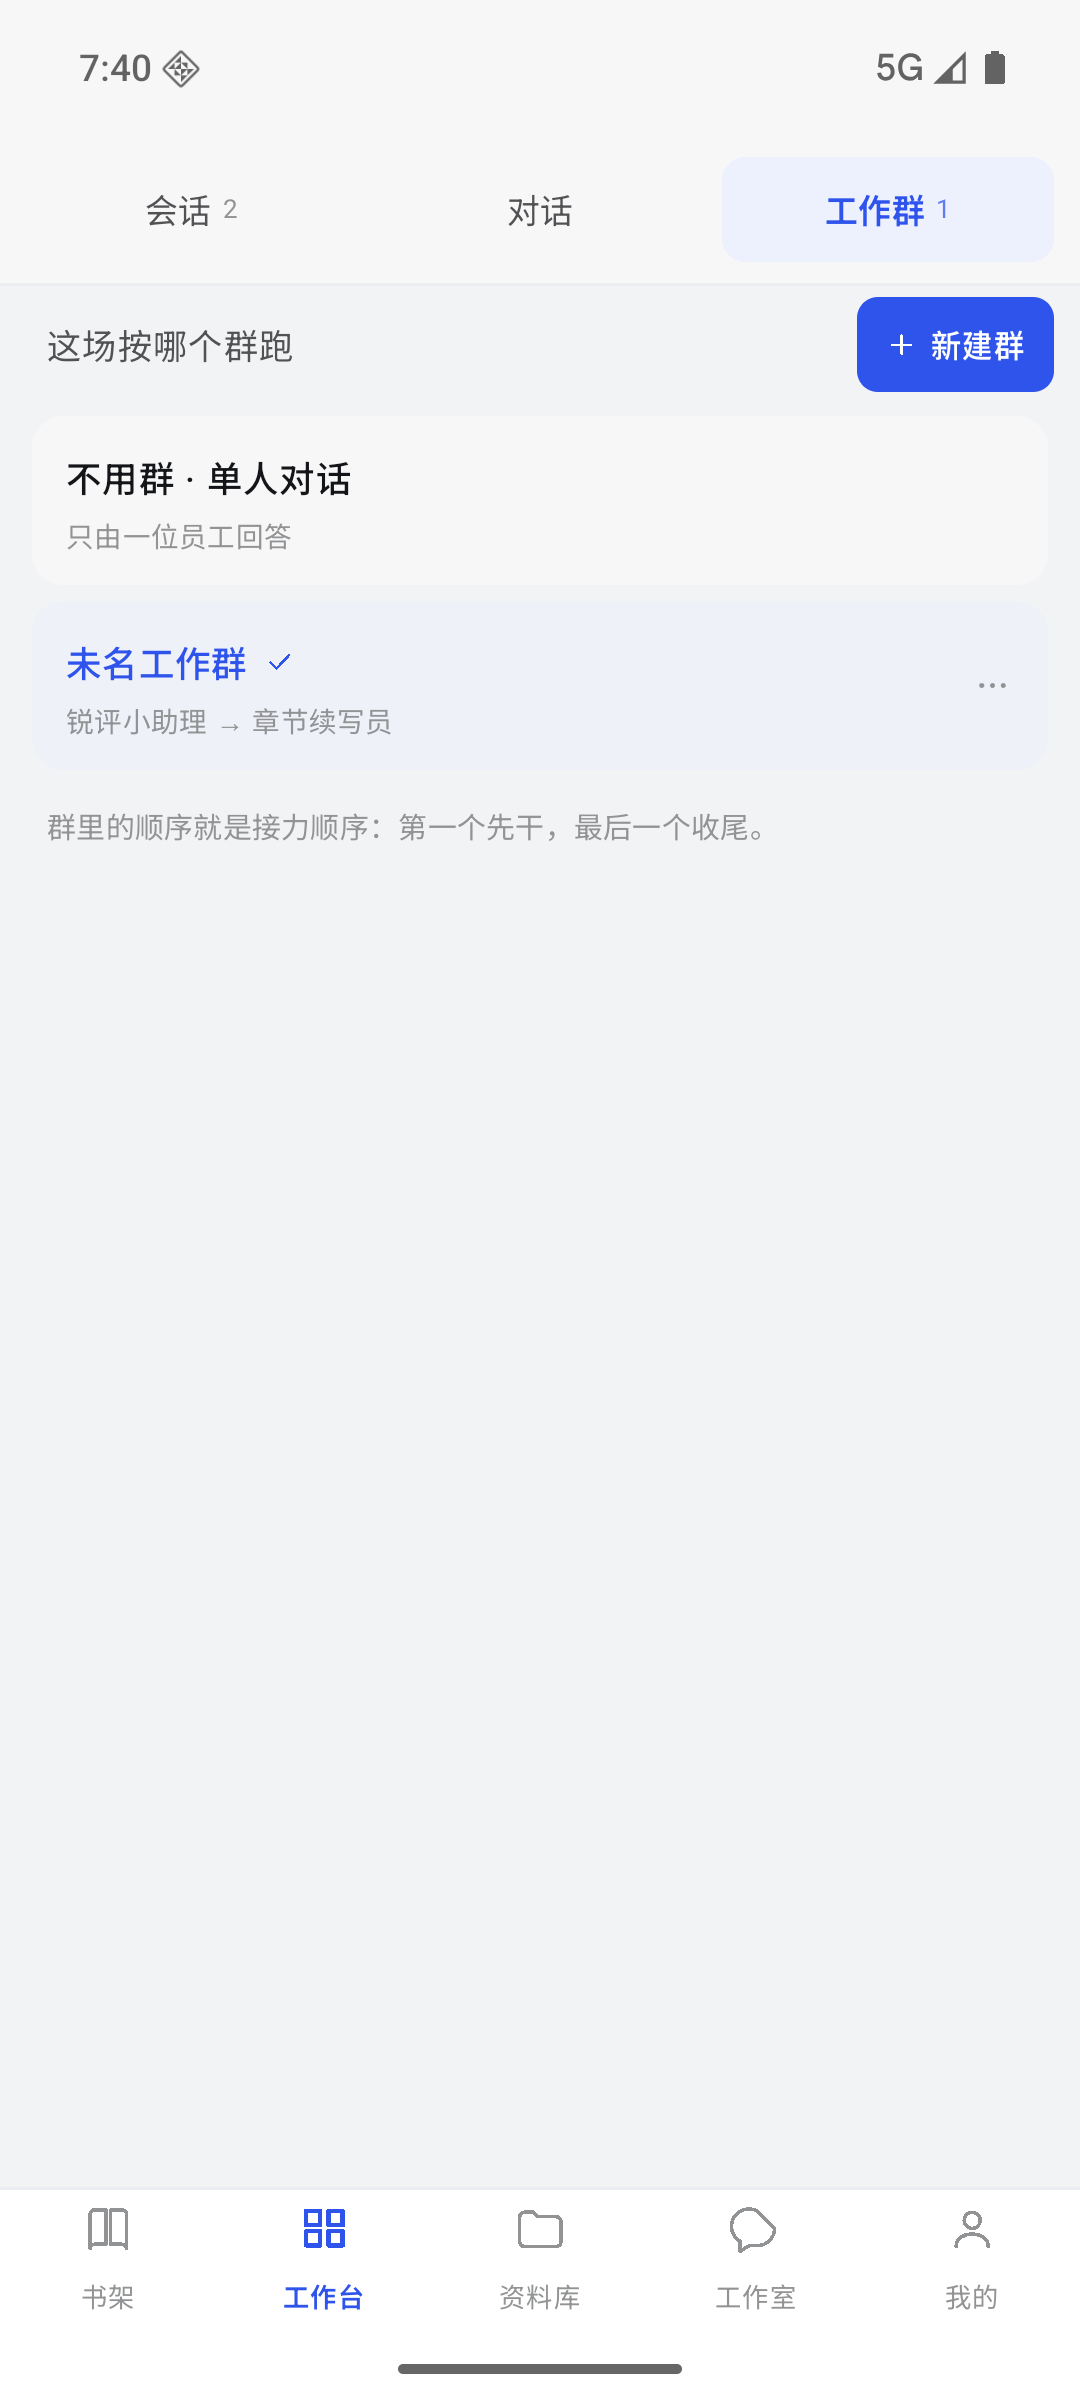 7:40
5G
会话 2
对话
工作群 1
这场按哪个群跑
+ 新建群
不用群 · 单人对话
只由一位员工回答
未名工作群 ✓
锐评小助理 → 章节续写员
...
群里的顺序就是接力顺序：第一个先干，最后一个收尾。
书架
工作台
资料库
工作室
我的